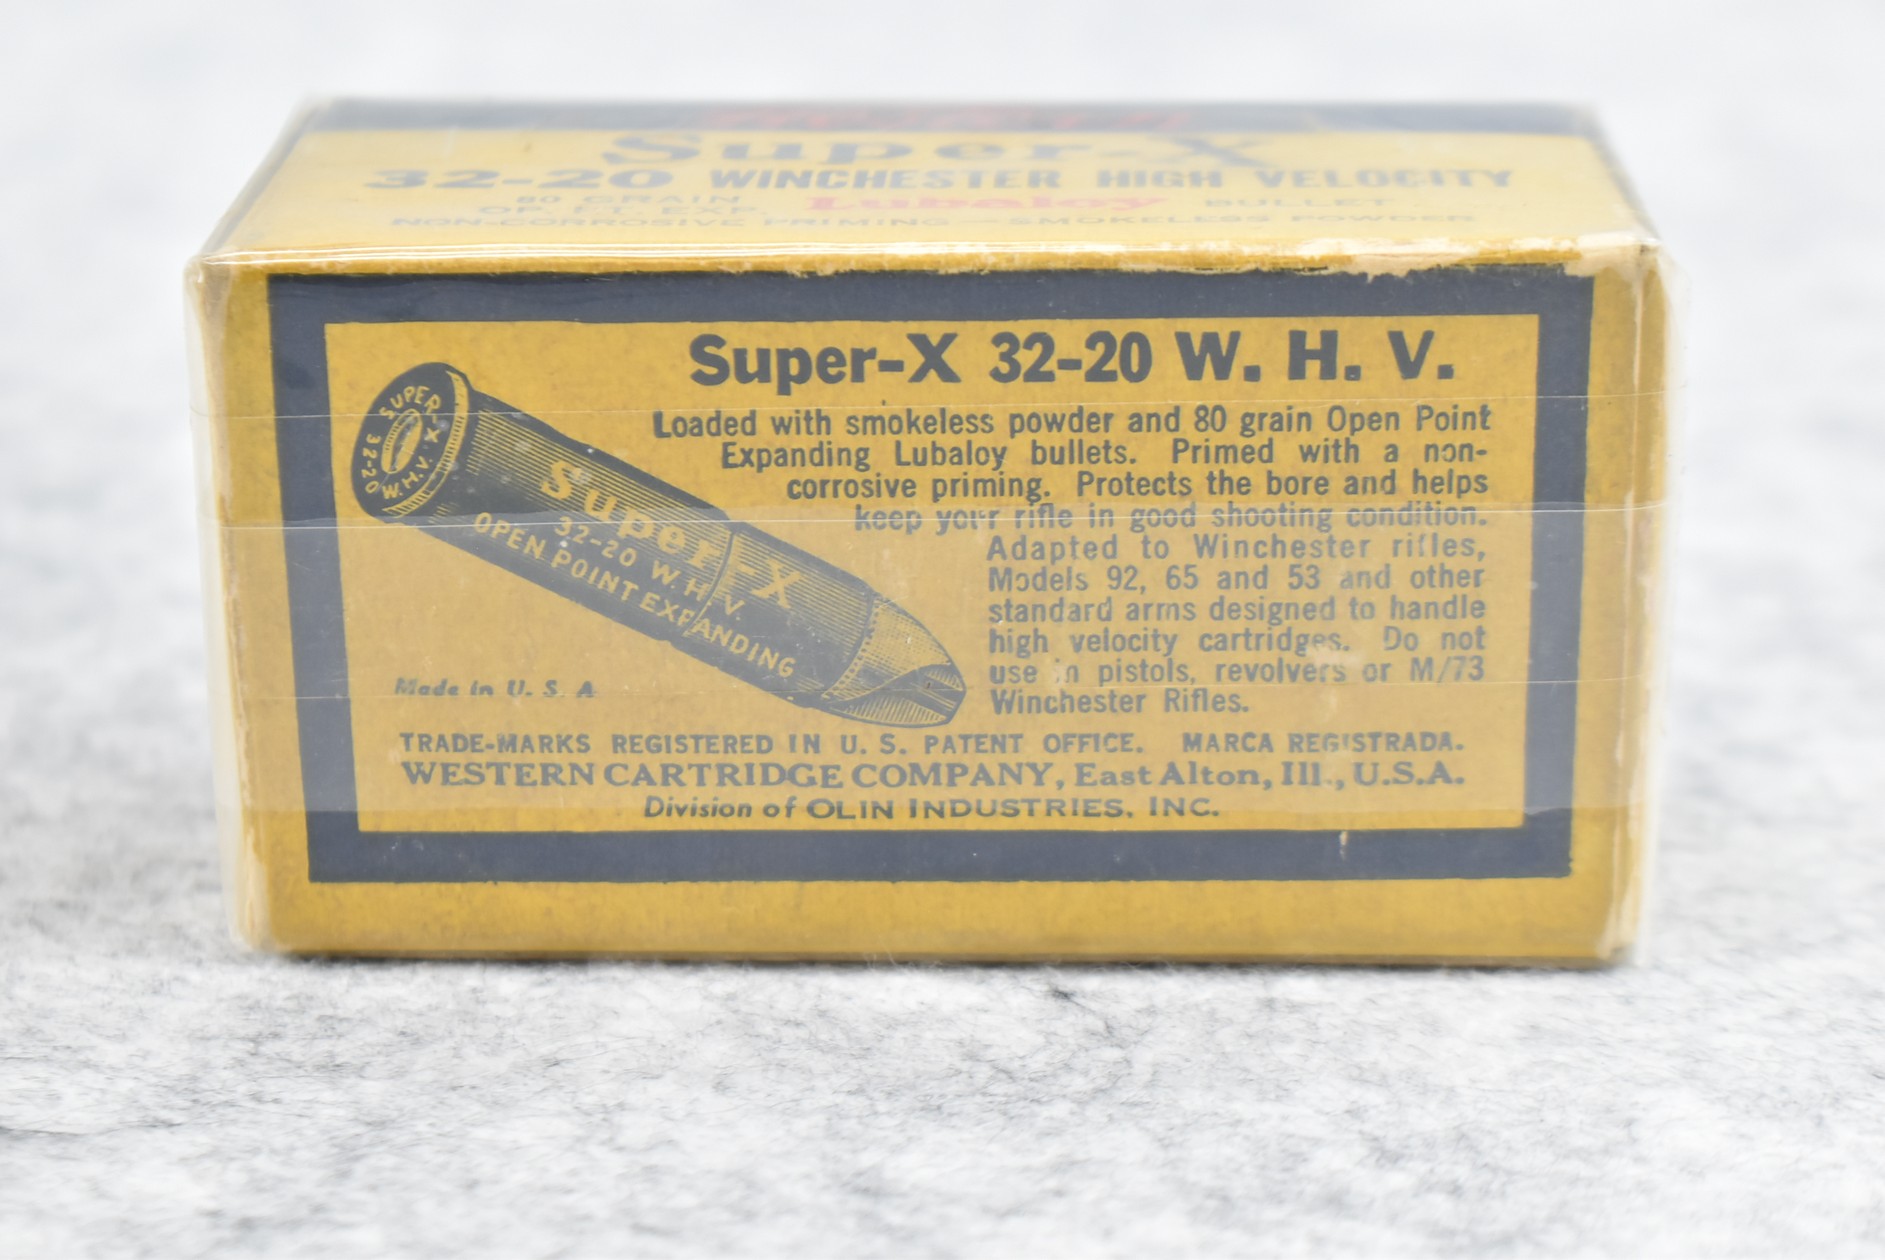 Super-X
32-20 WINCHESTER HIGH VELOCITY
80 GRAIN
OP. PT. EXP. Lubaloy BULLET
NON-CORROSIVE PRIMING — SMOKELESS POWDER
Super-X 32-20 W. H. V.
Loaded with smokeless powder and 80 grain Open Point
Expanding Lubaloy bullets. Primed with a non-
corrosive priming. Protects the bore and helps
keep your rifle in good shooting condition.
Adapted to Winchester rifles,
Models 92, 65 and 53 and other
standard arms designed to handle
high velocity cartridges. Do not
use in pistols, revolvers or M/73
Winchester Rifles.
SUPER X
32-20
W.H.V.
Super-X
32-20 W.H.V.
OPEN POINT EXPANDING
Made in U. S. A
TRADE-MARKS REGISTERED IN U. S. PATENT OFFICE. MARCA REGISTRADA.
WESTERN CARTRIDGE COMPANY, East Alton, Ill., U.S.A.
Division of OLIN INDUSTRIES, INC.